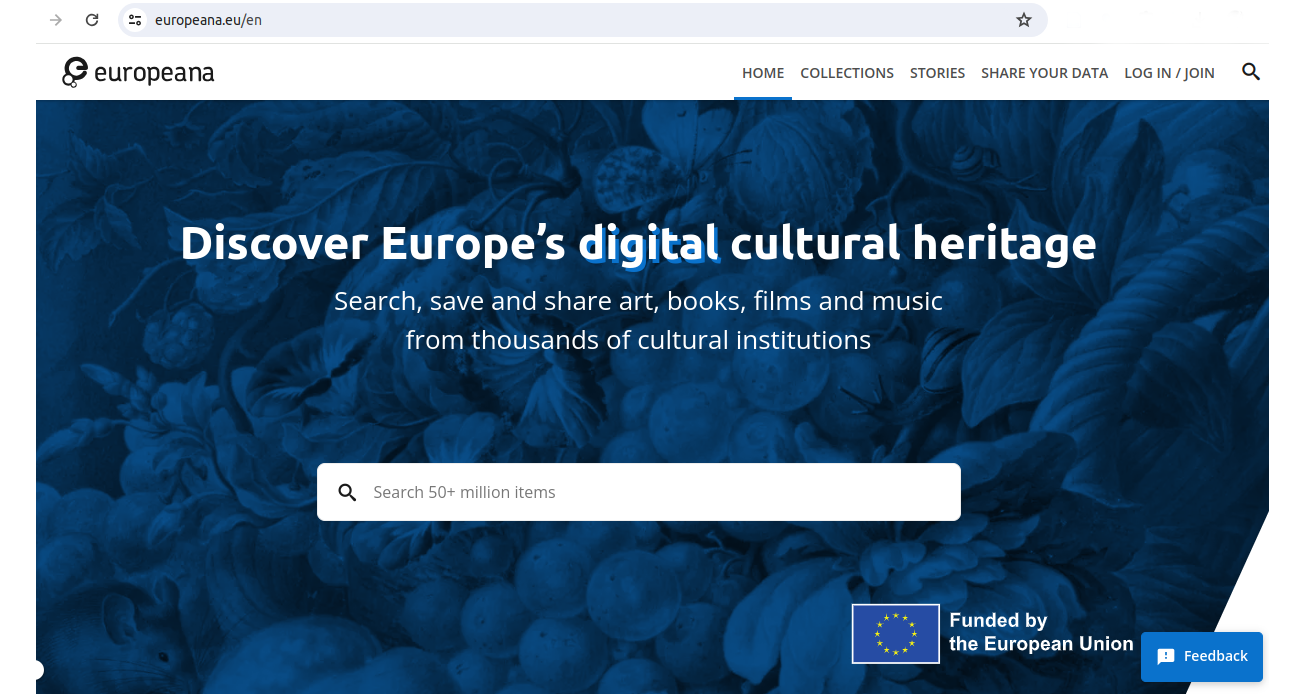 europeana.eu/en
europeana
HOME COLLECTIONS STORIES SHARE YOUR DATA LOG IN / JOIN
Discover Europe’s digital cultural heritage
Search, save and share art, books, films and music
from thousands of cultural institutions
Search 50+ million items
Funded by
the European Union
Feedback